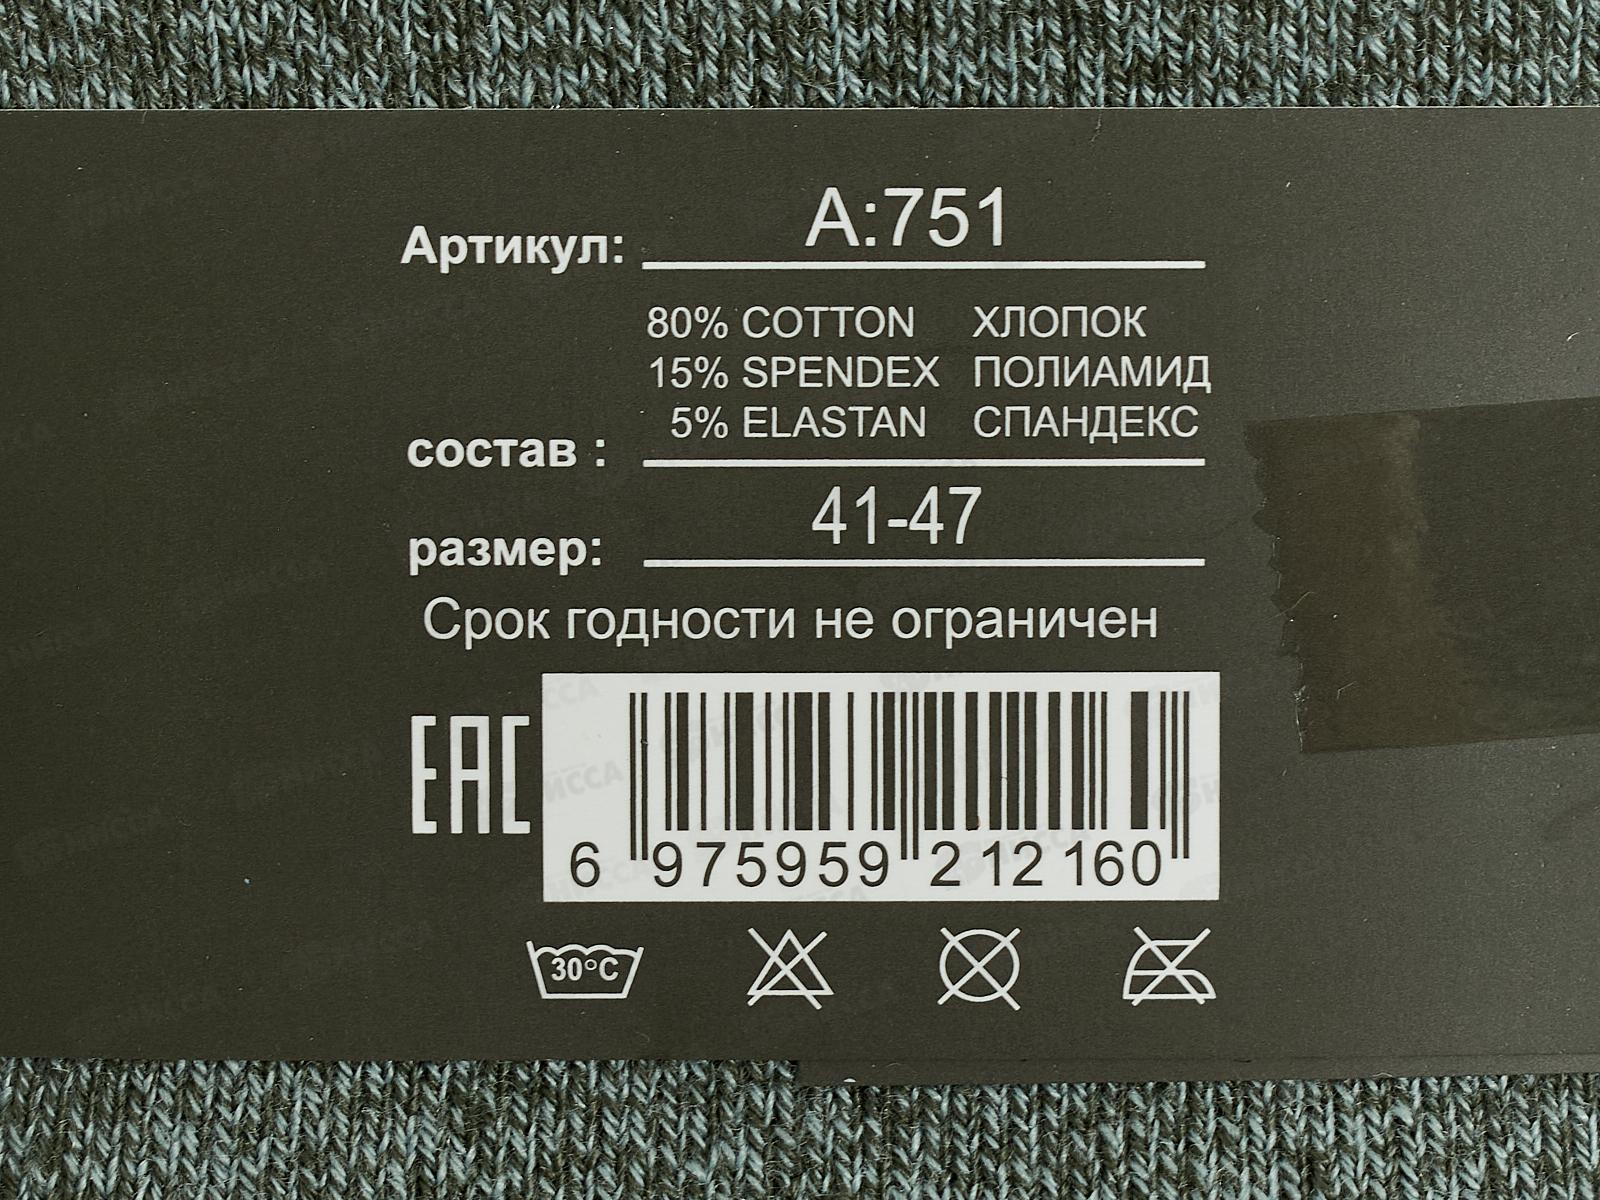 Артикул: A:751
80% COTTON ХЛОПОК
15% SPENDEX ПОЛИАМИД
5% ELASTAN СПАНДЕКС
состав :
размер: 41-47
Срок годности не ограничен
EAC
6 975959 212160
30°C